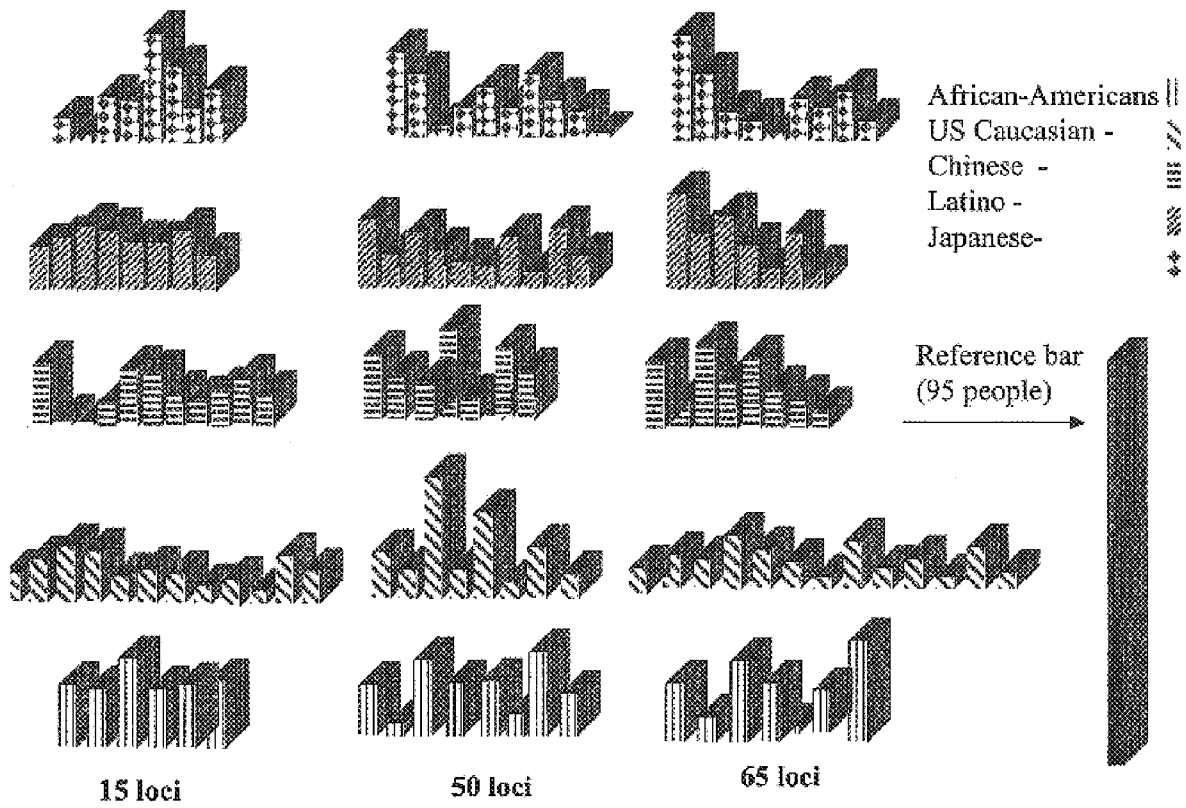 African-Americans
US Caucasian -
Chinese -
Latino -
Japanese-
Reference bar
(95 people)
15 loci
50 loci
65 loci